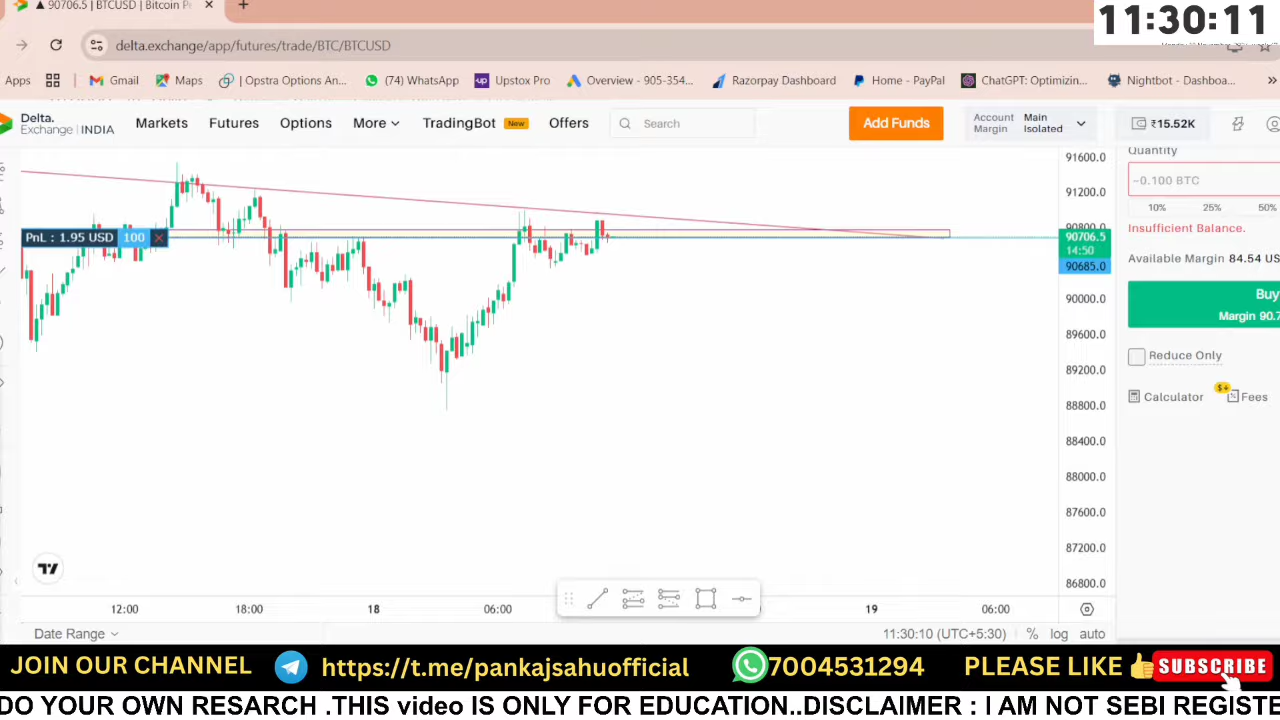 ▲ 90706.5 | BTCUSD | Bitcoin P
11:30:11
delta.exchange/app/futures/trade/BTC/BTCUSD
Apps
Gmail
Maps
Opstra Options An...
(74) WhatsApp
Upstox Pro
Overview - 905-354...
Razorpay Dashboard
Home - PayPal
ChatGPT: Optimizin...
Nightbot - Dashboa...
Delta.
Exchange INDIA
Markets
Futures
Options
More
TradingBot New
Offers
Search
Add Funds
Account Main
Margin Isolated
₹15.52K
91600.0
91200.0
90800.0
90706.5
14:50
90685.0
90000.0
89600.0
89200.0
88800.0
88400.0
88000.0
87600.0
87200.0
86800.0
PnL : 1.95 USD 100
Quantity
~0.100 BTC
10% 25% 50%
Insufficient Balance.
Available Margin 84.54 US
Buy
Margin 90.7
Reduce Only
Calculator
Fees
12:00 18:00 18 06:00 19 06:00
Date Range
11:30:10 (UTC+5:30) % log auto
JOIN OUR CHANNEL https://t.me/pankajsahuofficial 7004531294 PLEASE LIKE SUBSCRIBE
DO YOUR OWN RESARCH .THIS video IS ONLY FOR EDUCATION..DISCLAIMER : I AM NOT SEBI REGISTE